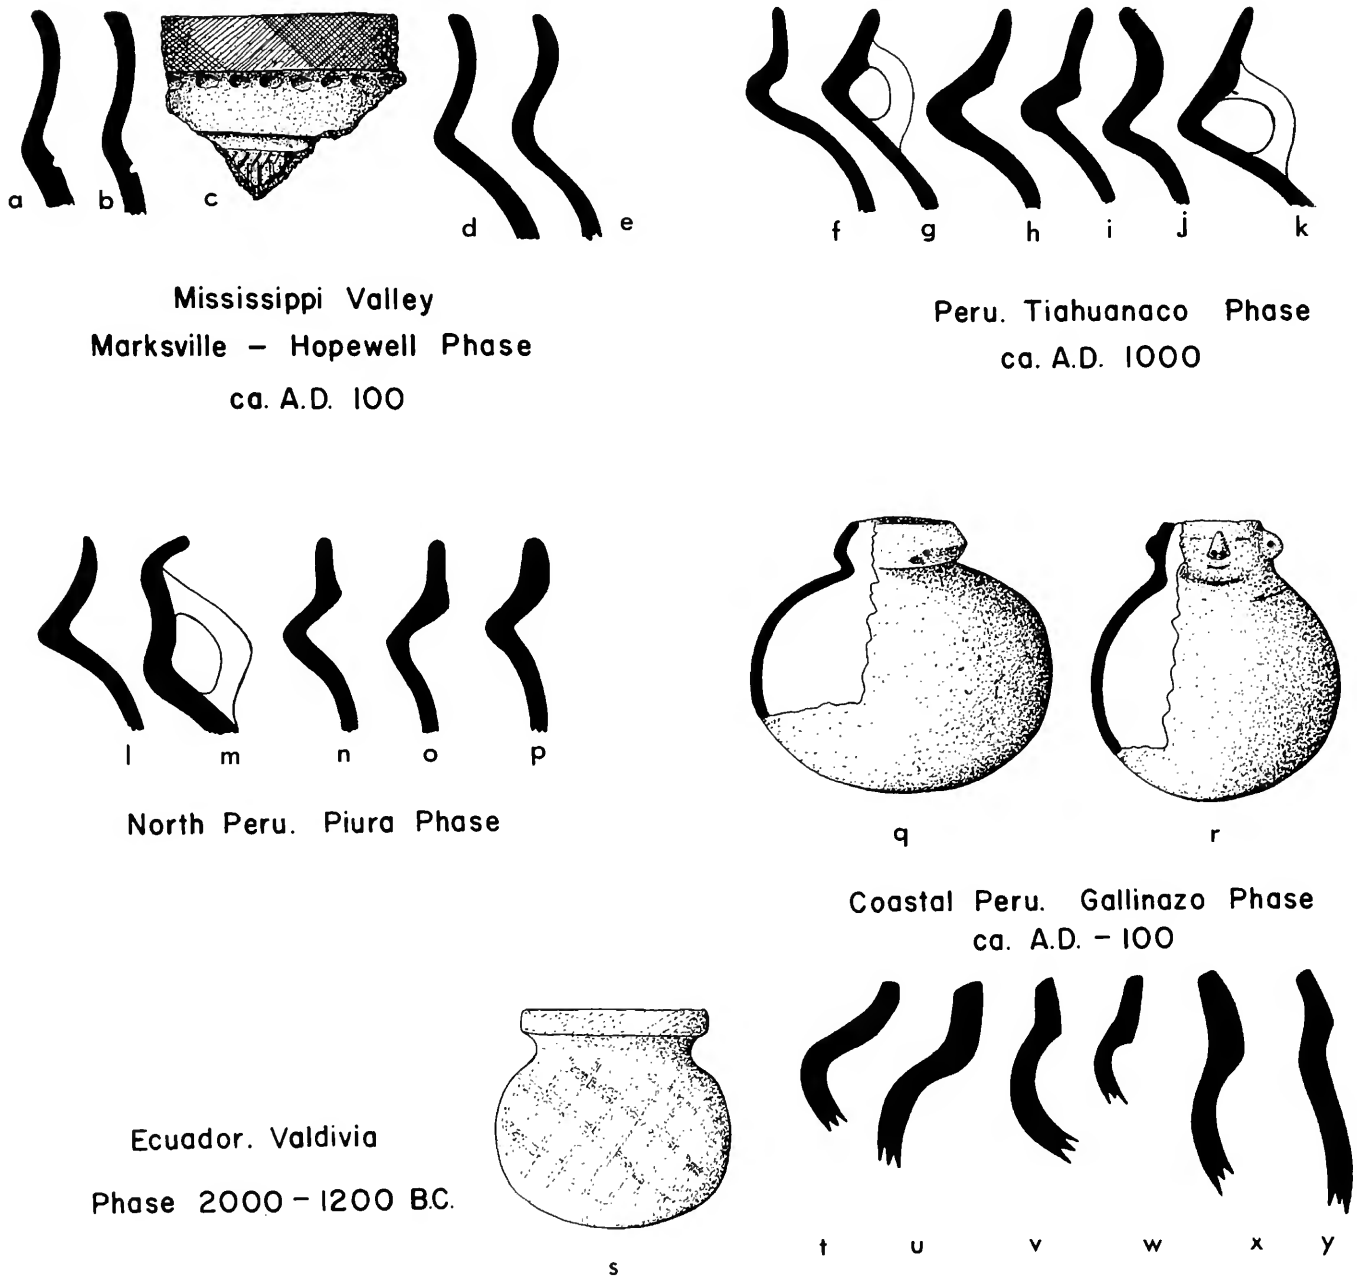 a b c d e
f g h i j k
Mississippi Valley
Marksville – Hopewell Phase
ca. A.D. 100
Peru. Tiahuanaco Phase
ca. A.D. 1000
l m n o p
North Peru. Piura Phase
q r
Coastal Peru. Gallinazo Phase
ca. A.D. – 100
Ecuador. Valdivia
Phase 2000 – 1200 B.C.
s
t u v w x y